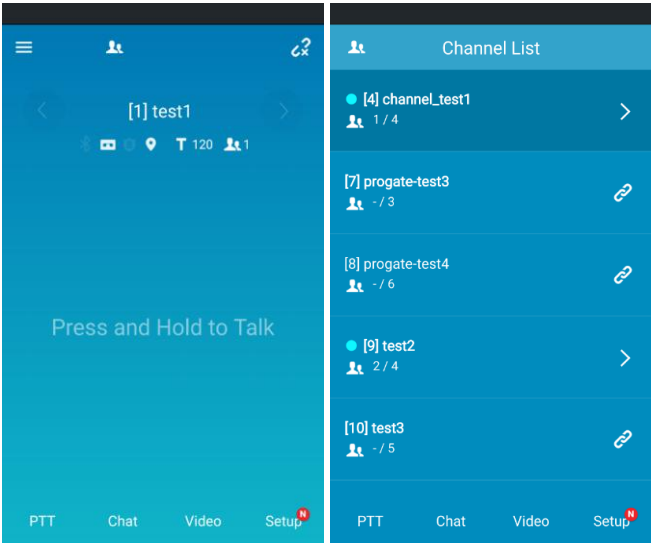 [1] test1
T 120 1
Press and Hold to Talk
PTT Chat Video Setup N
Channel List
[4] channel_test1
1 / 4
[7] progate-test3
- / 3
[8] progate-test4
- / 6
[9] test2
2 / 4
[10] test3
- / 5
PTT Chat Video Setup N